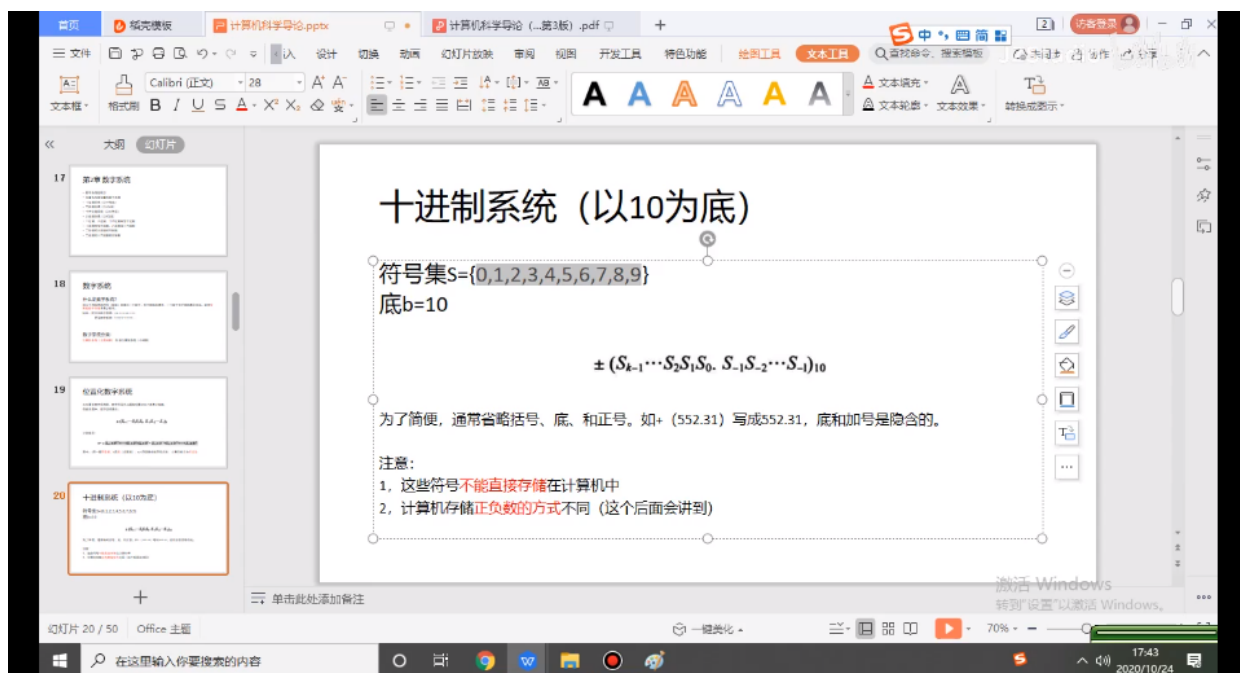 首页
稻壳模板
计算机科学导论.pptx
计算机科学导论（...第3版）.pdf
+
2
访客登录
三 文件
设计
切换
动画
幻灯片放映
审阅
视图
开发工具
特色功能
绘图工具
文本工具
查找命令、搜索模板
中
简
文本框
格式刷
Calibri (正文)
28
文本填充
文本轮廓
文本效果
转换成图示
大纲
幻灯片
17
第2章 数字系统
18
数字系统
什么是数字系统?
19
位置化数字系统
20
十进制系统（以10为底）
十进制系统（以10为底）
符号集S={0,1,2,3,4,5,6,7,8,9}
底b=10
± (Sₖ₋₁⋯S₂S₁S₀. S₋₁S₋₂⋯S₋ₗ)₁₀
为了简便，通常省略括号、底、和正号。如+（552.31）写成552.31，底和加号是隐含的。
注意：
1，这些符号不能直接存储在计算机中
2，计算机存储正负数的方式不同（这个后面会讲到）
激活 Windows
转到"设置"以激活 Windows。
单击此处添加备注
幻灯片 20 / 50
Office 主题
一键美化
70%
在这里输入你要搜索的内容
17:43
2020/10/24